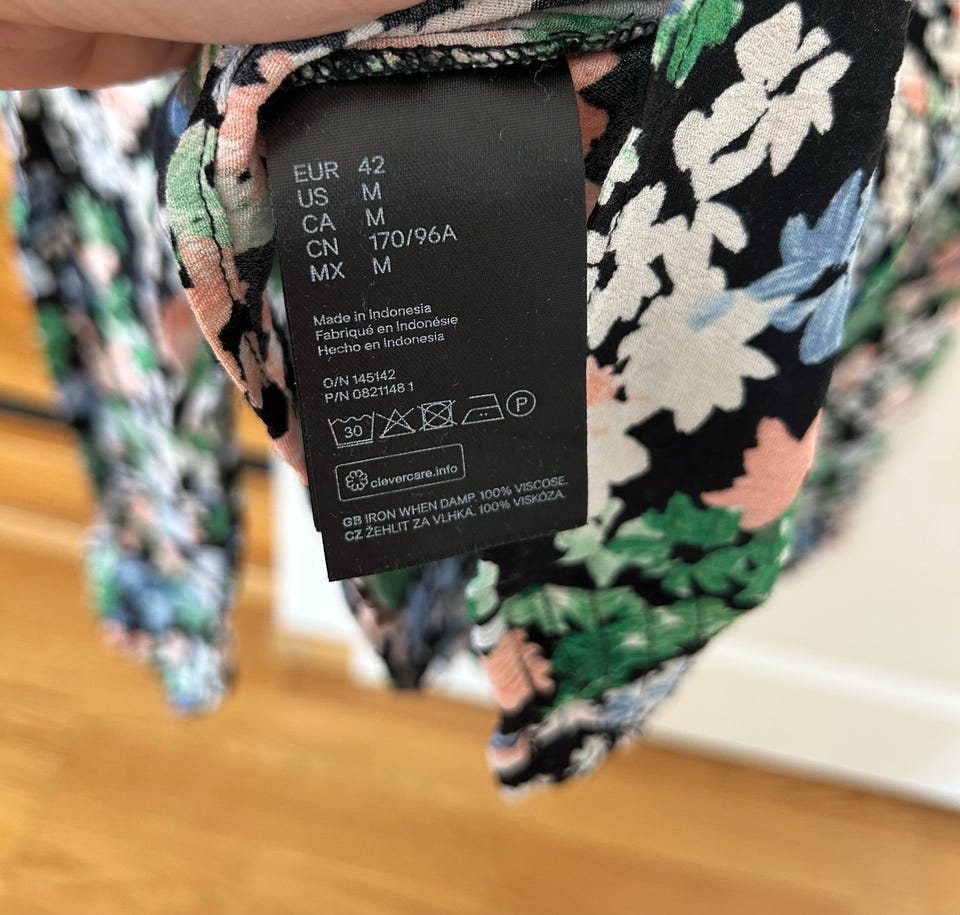 EUR 42
US M
CA M
CN 170/96A
MX M
Made in Indonesia
Fabriqué en Indonésie
Hecho en Indonesia
O/N 145142
P/N 0821148 1
30 P
clevercare.info
GB IRON WHEN DAMP. 100% VISCOSE.
CZ ŽEHLIT ZA VLHKA. 100% VISKÓZA.